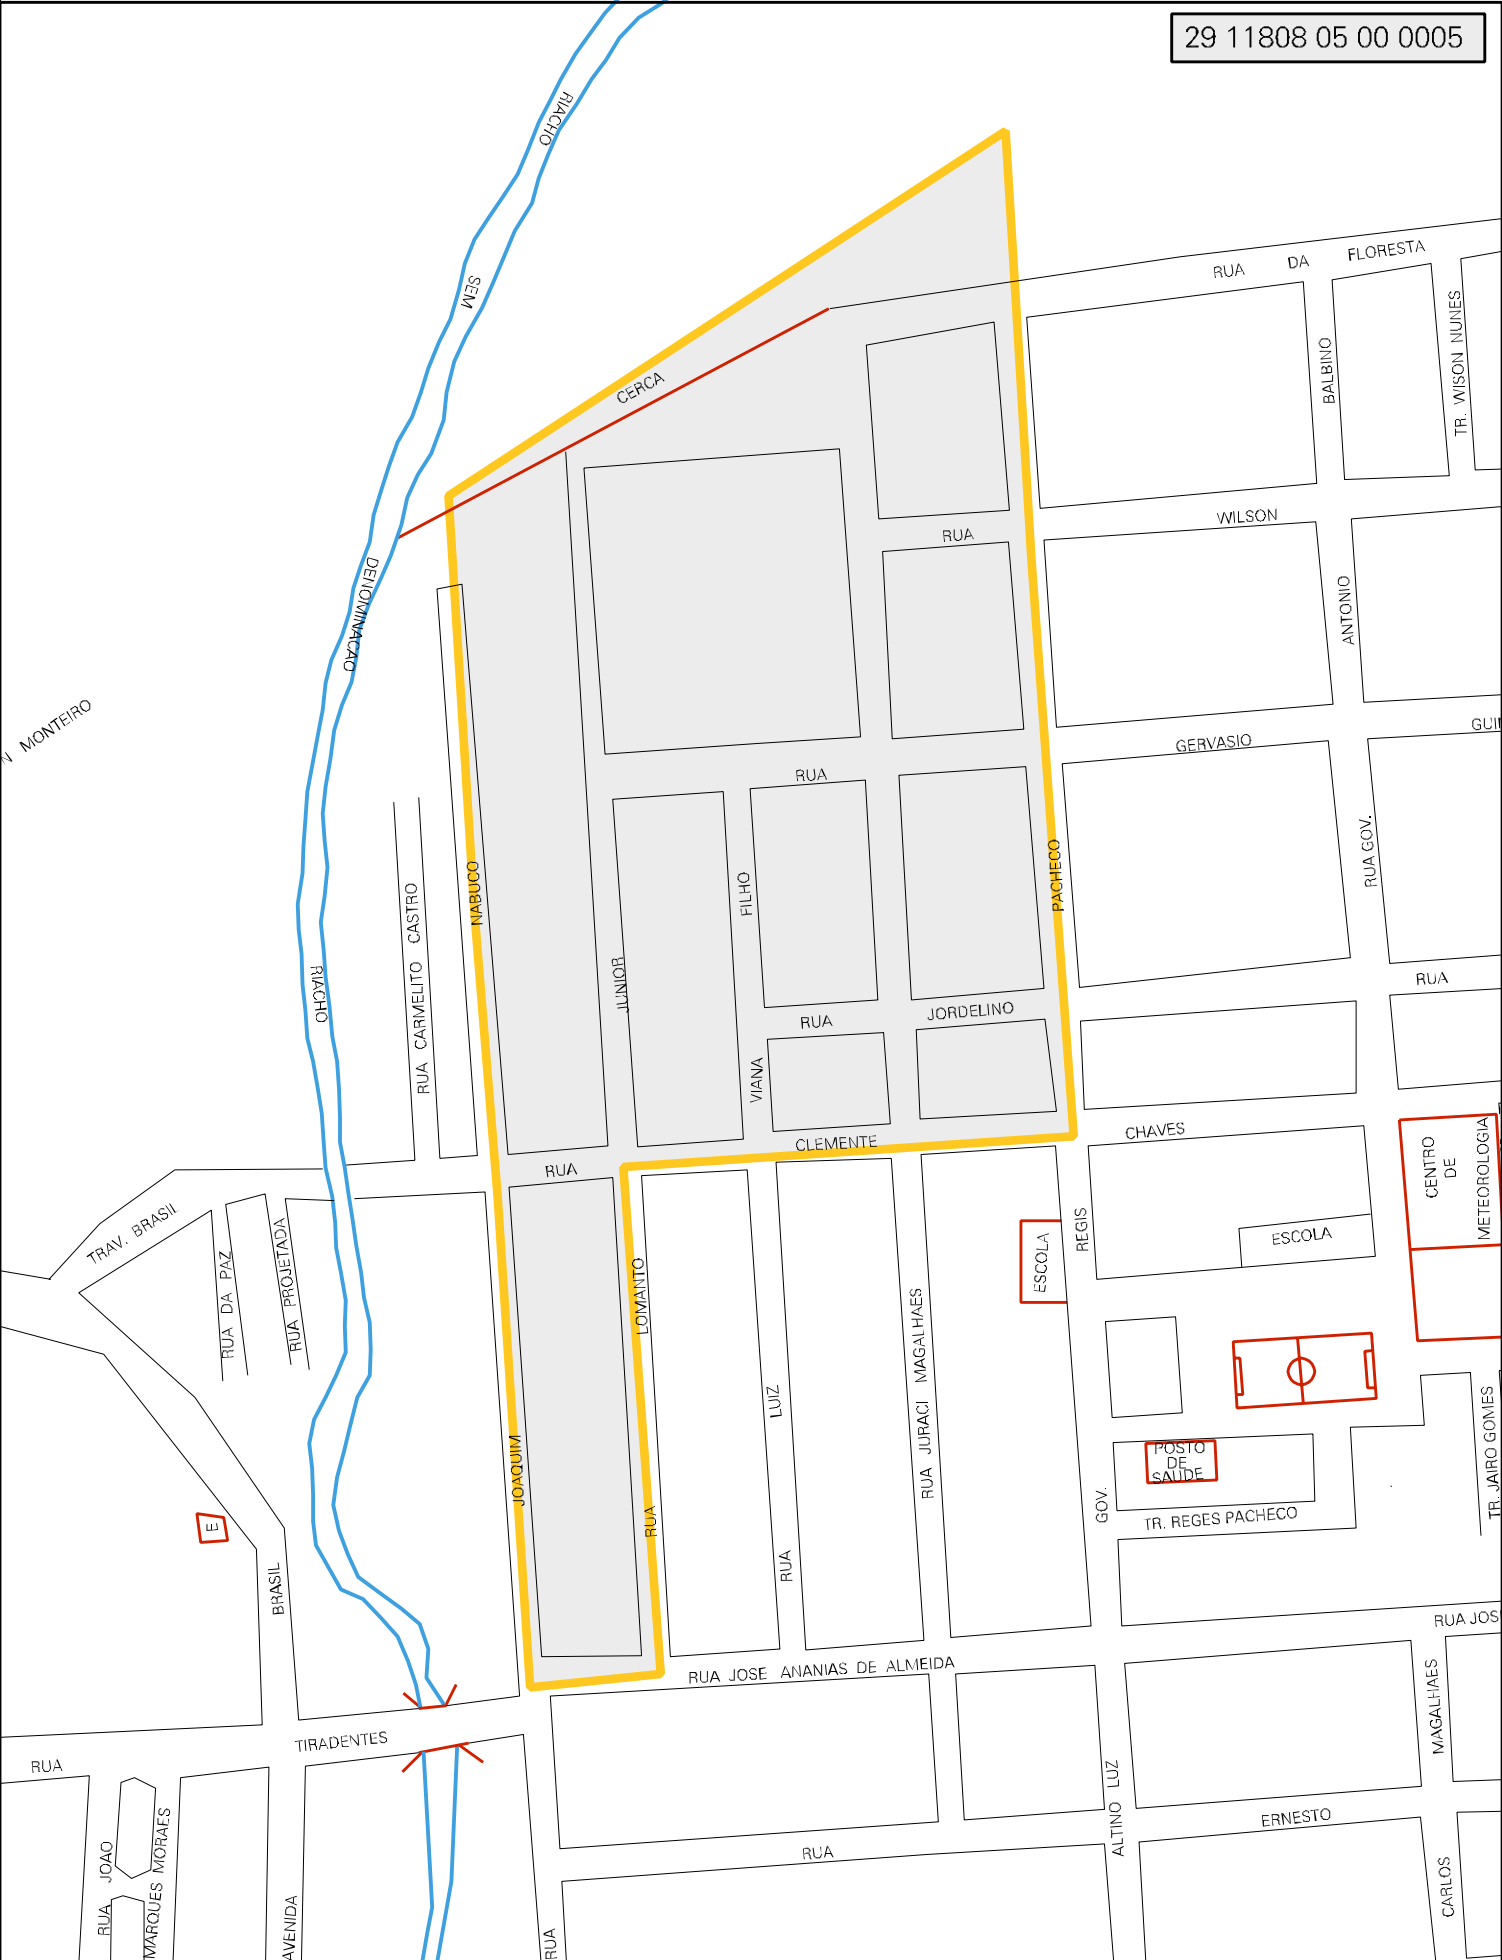 29 11808 05 00 0005
RIACHO
SEM
DENOMINACAO
RIACHO
RUA DA FLORESTA
BALBINO
TR. WISON NUNES
CERCA
RUA
WILSON
ANTONIO
MONTEIRO
RUA
GERVASIO
RUA GOV.
NABUCO
FILHO
PACHECO
RUA CARMELITO CASTRO
JUNIOR
RUA
JORDELINO
RUA
VIANA
CLEMENTE
CHAVES
RUA
TRAV. BRASIL
RUA DA PAZ
RUA PROJETADA
LOMANTO
REGIS
ESCOLA
ESCOLA
CENTRO
DE
METEOROLOGIA
RUA JURACI MAGALHAES
LUIZ
JOAQUIM
RUA
RUA
GOV.
POSTO
DE
SAUDE
TR. REGES PACHECO
TR. JAIRO GOMES
E
BRASIL
RUA JOSE ANANIAS DE ALMEIDA
RUA JOS
MAGALHAES
TIRADENTES
RUA
ALTINO LUZ
ERNESTO
RUA
RUA JOAO
MARQUES MORAES
AVENIDA
RUA
CARLOS